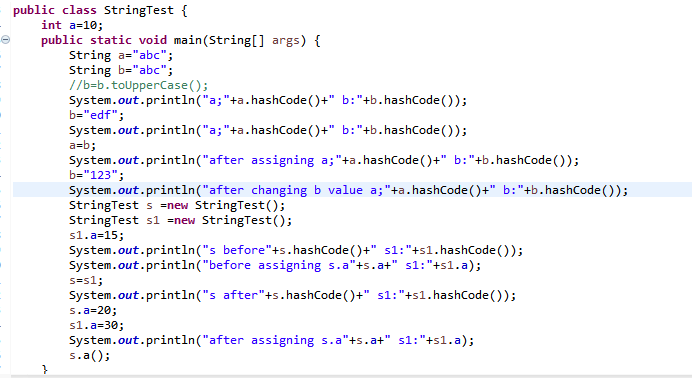 public class StringTest {
    int a=10;
    public static void main(String[] args) {
        String a="abc";
        String b="abc";
        //b=b.toUpperCase();
        System.out.println("a;"+a.hashCode()+" b:"+b.hashCode());
        b="edf";
        System.out.println("a;"+a.hashCode()+" b:"+b.hashCode());
        a=b;
        System.out.println("after assigning a;"+a.hashCode()+" b:"+b.hashCode());
        b="123";
        System.out.println("after changing b value a;"+a.hashCode()+" b:"+b.hashCode());
        StringTest s =new StringTest();
        StringTest s1 =new StringTest();
        s1.a=15;
        System.out.println("s before"+s.hashCode()+" s1:"+s1.hashCode());
        System.out.println("before assigning s.a"+s.a+" s1:"+s1.a);
        s=s1;
        System.out.println("s after"+s.hashCode()+" s1:"+s1.hashCode());
        s.a=20;
        s1.a=30;
        System.out.println("after assigning s.a"+s.a+" s1:"+s1.a);
        s.a();
    }